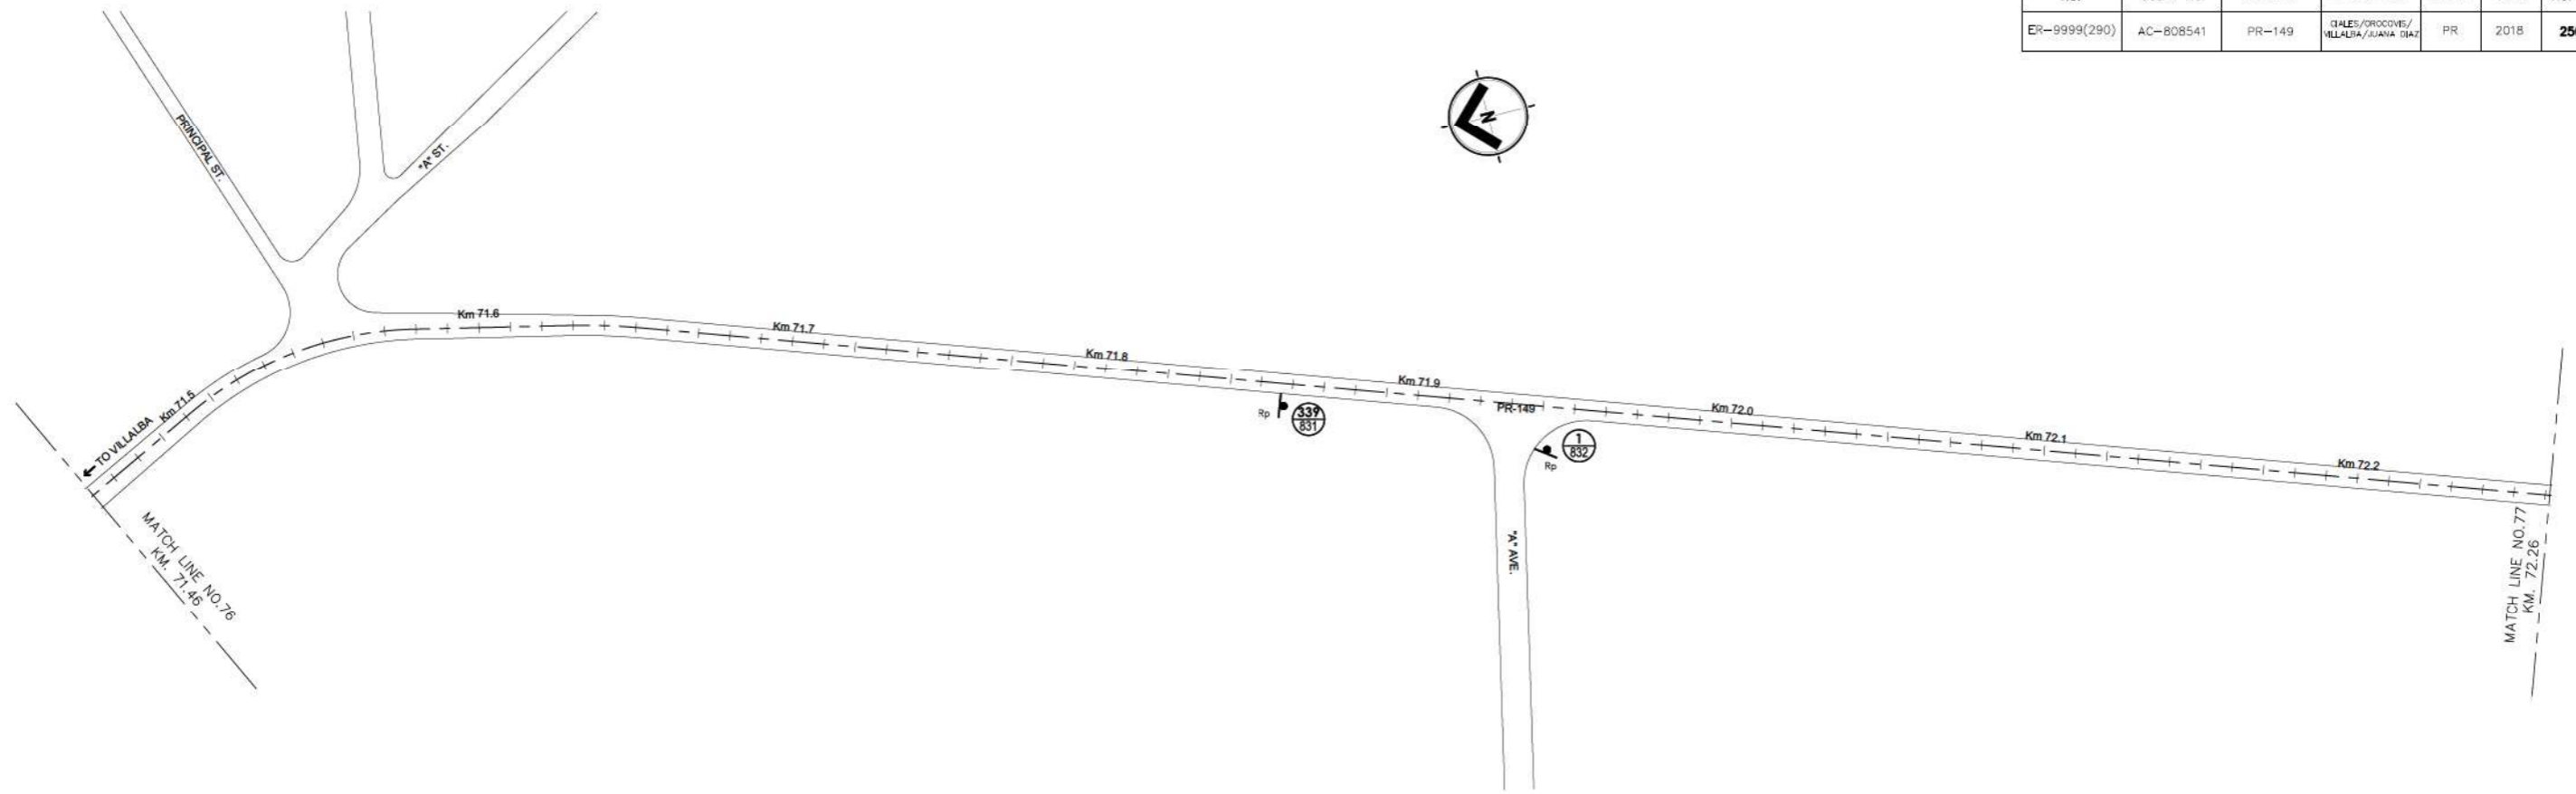 ER-9999(290) AC-808541 PR-149 CIALES/OROCOVIS/ VILLALBA/JUANA DIAZ PR 2018
N
PRINCIPAL ST.
"A" ST.
Km 71.6
Km 71.7
Km 71.8
Km 71.9
PR-149
Km 72.0
Km 72.1
Km 72.2
Km 71.5
TO VILLALBA
Rp
339
831
1
832
Rp
"A" AVE.
MATCH LINE NO.76
KM. 71.46
MATCH LINE NO.77
KM. 72.26